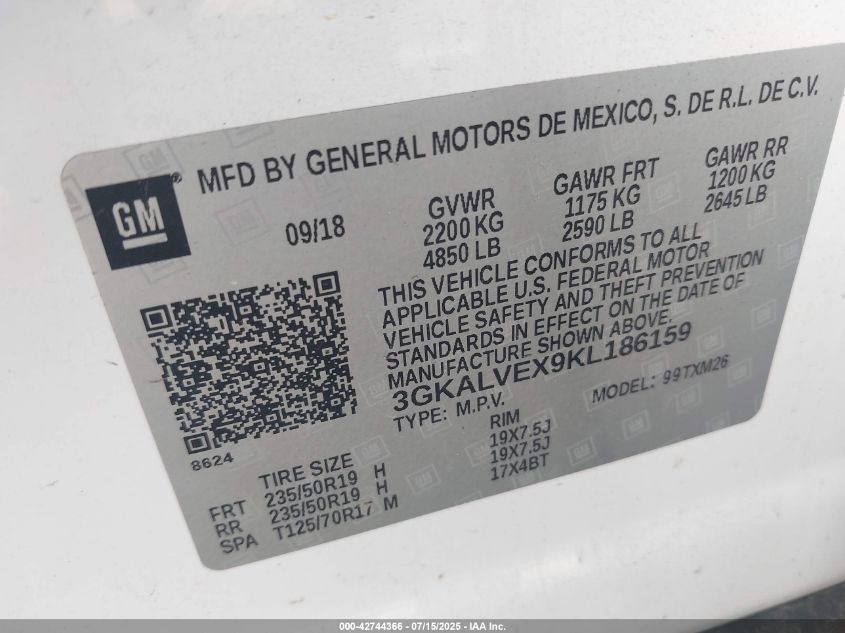 MFD BY GENERAL MOTORS DE MEXICO, S. DE R.L. DE C.V.
GM®
09/18
GVWR
2200 KG
4850 LB
GAWR FRT
1175 KG
2590 LB
GAWR RR
1200 KG
2645 LB
THIS VEHICLE CONFORMS TO ALL
APPLICABLE U.S. FEDERAL MOTOR
VEHICLE SAFETY AND THEFT PREVENTION
STANDARDS IN EFFECT ON THE DATE OF
MANUFACTURE SHOWN ABOVE.
3GKALVEX9KL186159
TYPE: M.P.V. MODEL: 99TXM26
8624
TIRE SIZE RIM
FRT 235/50R19 H 19X7.5J
RR 235/50R19 H 19X7.5J
SPA T125/70R17 M 17X4BT
000-42744366 - 07/15/2025 - IAA Inc.